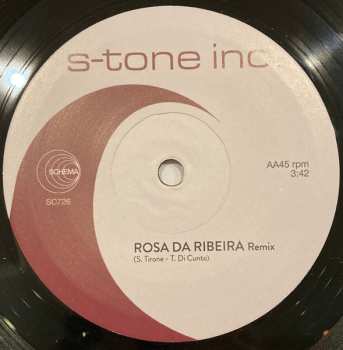 s-tone inc
SCHEMA
SC726
AA45 rpm
3:42
ROSA DA RIBEIRA Remix
(S. Tirone - T. Di Cunto)